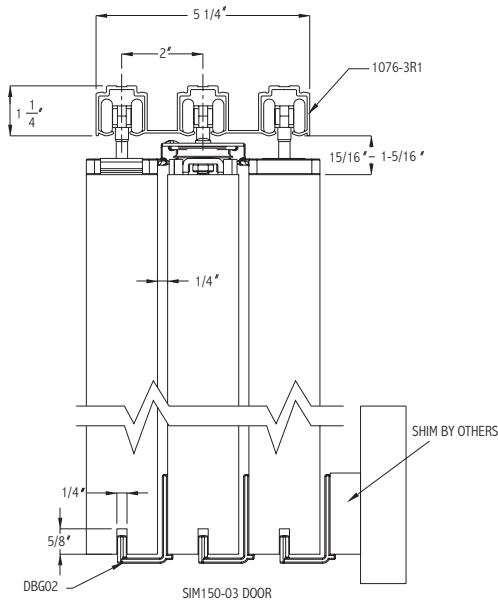 5 1/4"
2"
1076-3R1
1 1/4"
15/16" - 1-5/16"
1/4"
SHIM BY OTHERS
1/4"
5/8"
DBG02
SIM150-03 DOOR